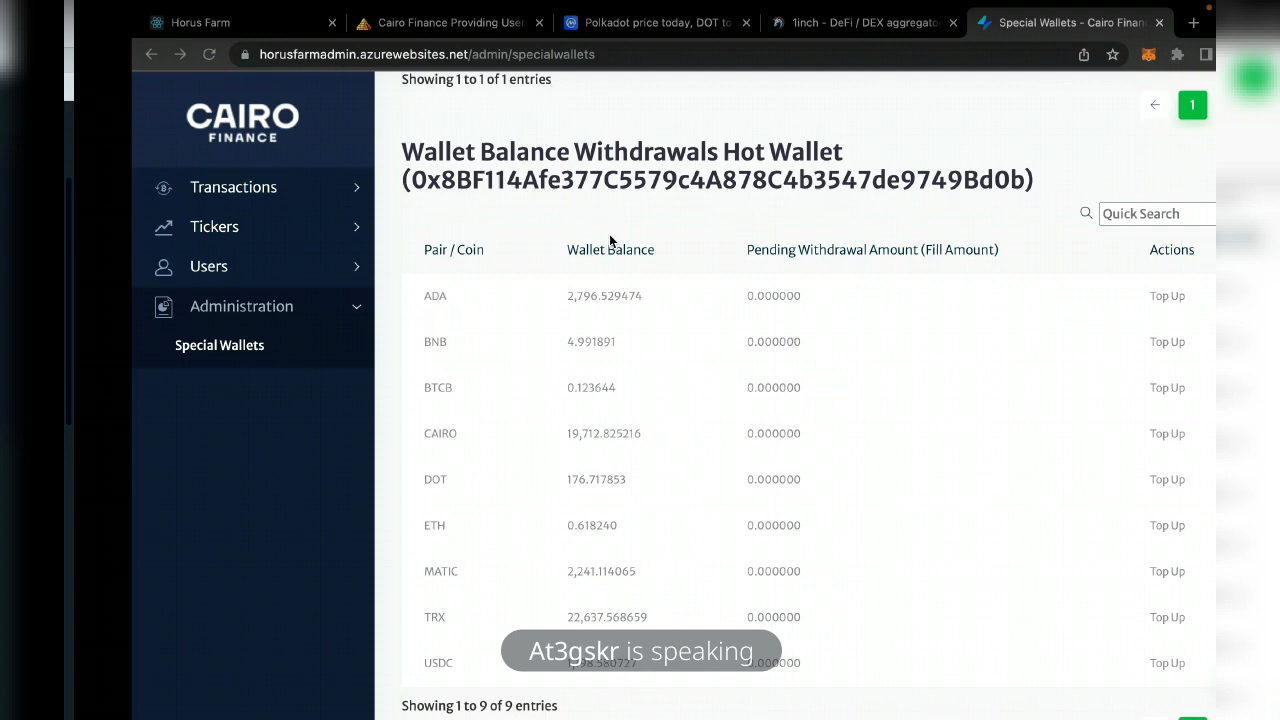 Horus Farm
Cairo Finance Providing User
Polkadot price today, DOT to
1inch - DeFi / DEX aggregator
Special Wallets - Cairo Finan
horusfarmadmin.azurewebsites.net/admin/specialwallets
CAIRO
FINANCE
Transactions
Tickers
Users
Administration
Special Wallets
Showing 1 to 1 of 1 entries
1
Wallet Balance Withdrawals Hot Wallet
(0x8BF114Afe377C5579c4A878C4b3547de9749Bd0b)
Quick Search
Pair / Coin Wallet Balance Pending Withdrawal Amount (Fill Amount) Actions
ADA 2,796.529474 0.000000 Top Up
BNB 4.991891 0.000000 Top Up
BTCB 0.123644 0.000000 Top Up
CAIRO 19,712.825216 0.000000 Top Up
DOT 176.717853 0.000000 Top Up
ETH 0.618240 0.000000 Top Up
MATIC 2,241.114065 0.000000 Top Up
TRX 22,637.568659 0.000000 Top Up
At3gskr is speaking
USDC Top Up
Showing 1 to 9 of 9 entries